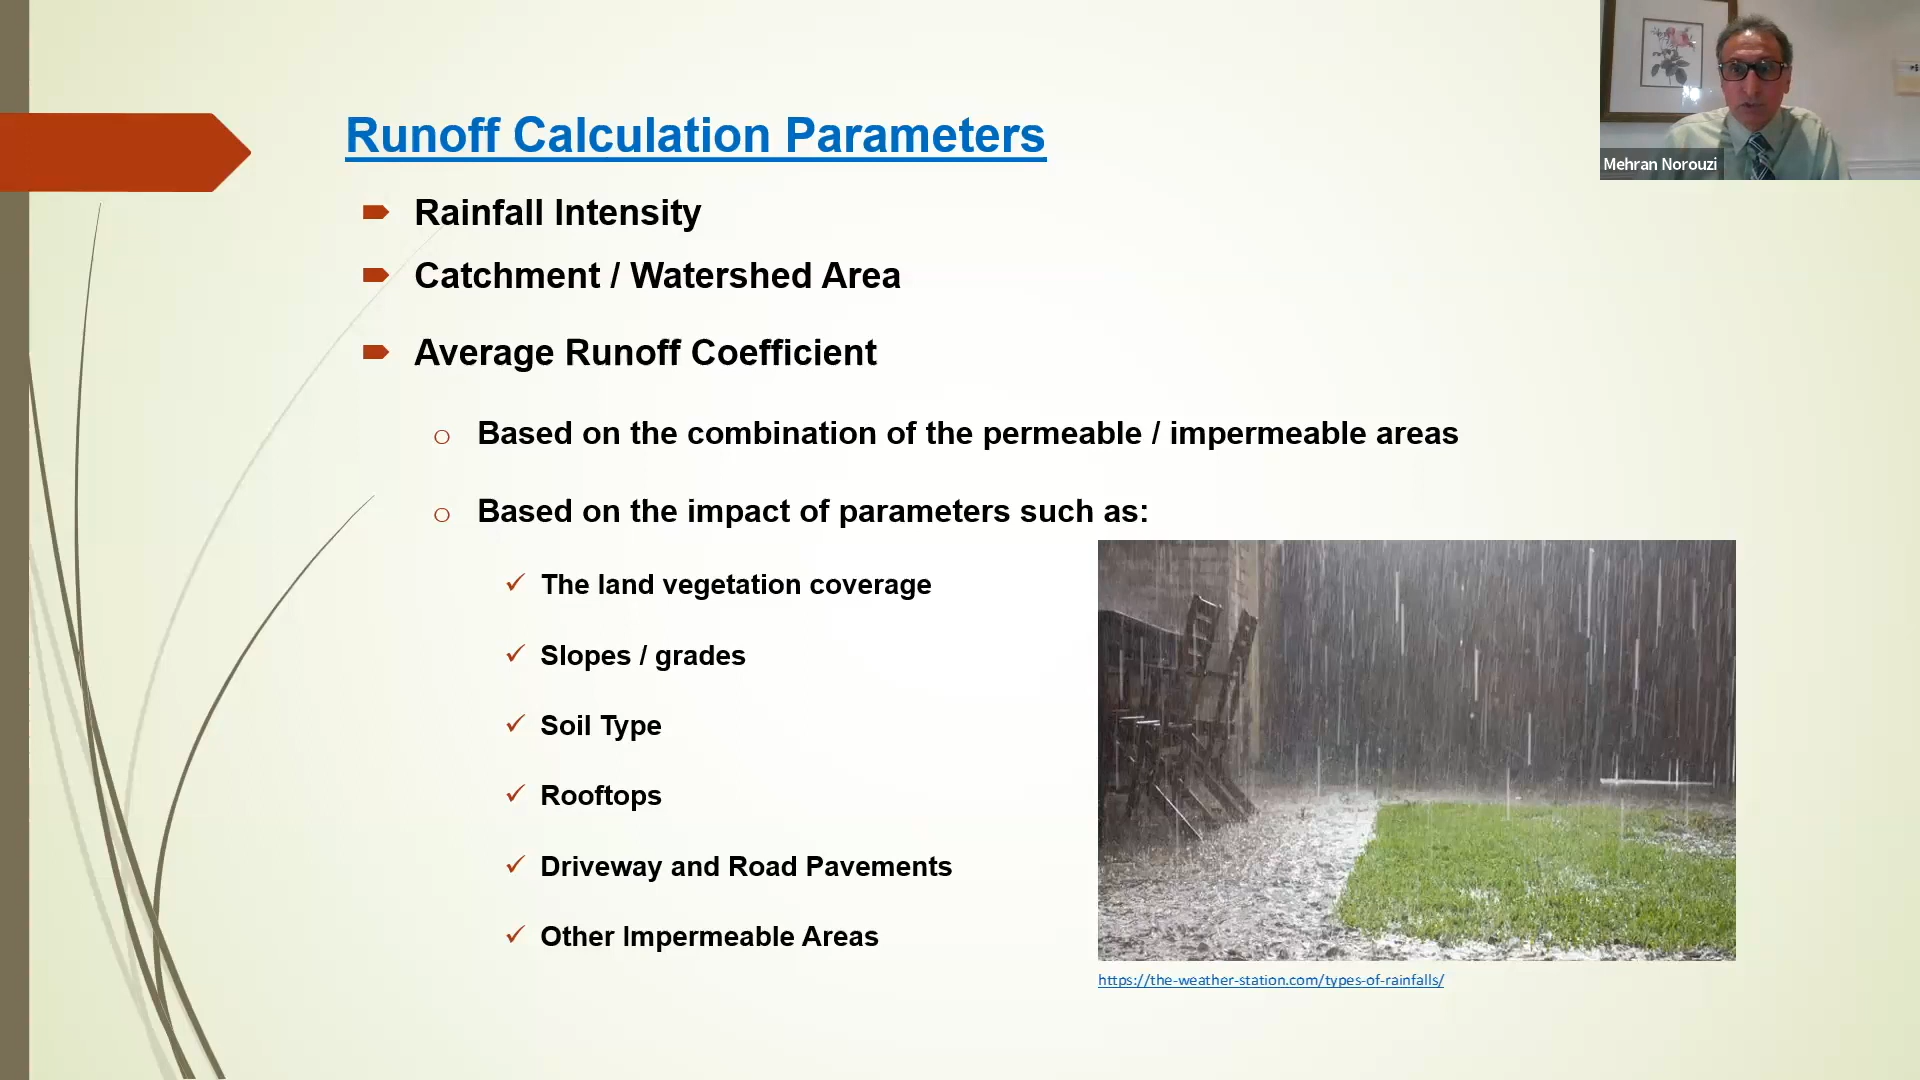 Runoff Calculation Parameters
Rainfall Intensity
Catchment / Watershed Area
Average Runoff Coefficient
Based on the combination of the permeable / impermeable areas
Based on the impact of parameters such as:
The land vegetation coverage
Slopes / grades
Soil Type
Rooftops
Driveway and Road Pavements
Other Impermeable Areas
https://the-weather-station.com/types-of-rainfalls/
Mehran Norouzi